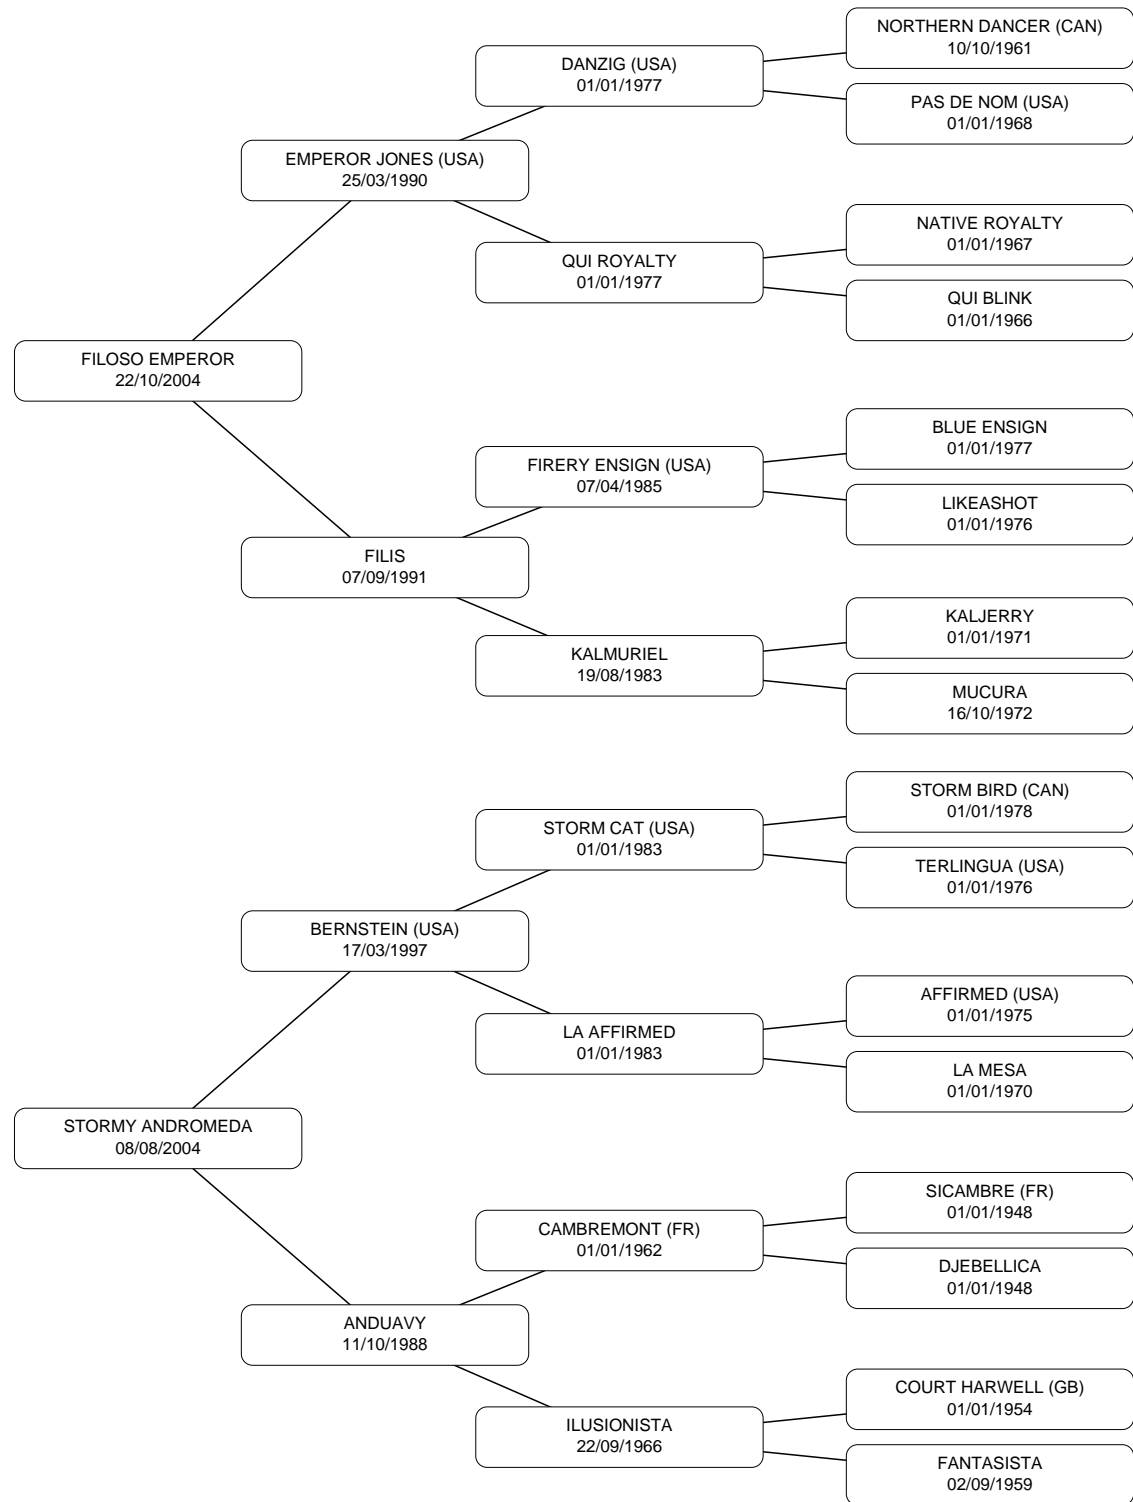 NORTHERN DANCER (CAN)
10/10/1961
DANZIG (USA)
01/01/1977
PAS DE NOM (USA)
01/01/1968
EMPEROR JONES (USA)
25/03/1990
NATIVE ROYALTY
01/01/1967
QUI ROYALTY
01/01/1977
QUI BLINK
01/01/1966
FILOSO EMPEROR
22/10/2004
BLUE ENSIGN
01/01/1977
FIRERY ENSIGN (USA)
07/04/1985
LIKEASHOT
01/01/1976
FILIS
07/09/1991
KALJERRY
01/01/1971
KALMURIEL
19/08/1983
MUCURA
16/10/1972
STORM BIRD (CAN)
01/01/1978
STORM CAT (USA)
01/01/1983
TERLINGUA (USA)
01/01/1976
BERNSTEIN (USA)
17/03/1997
AFFIRMED (USA)
01/01/1975
LA AFFIRMED
01/01/1983
LA MESA
01/01/1970
STORMY ANDROMEDA
08/08/2004
SICAMBRE (FR)
01/01/1948
CAMBREMONT (FR)
01/01/1962
DJEBELLICA
01/01/1948
ANDUAVY
11/10/1988
COURT HARWELL (GB)
01/01/1954
ILUSIONISTA
22/09/1966
FANTASISTA
02/09/1959